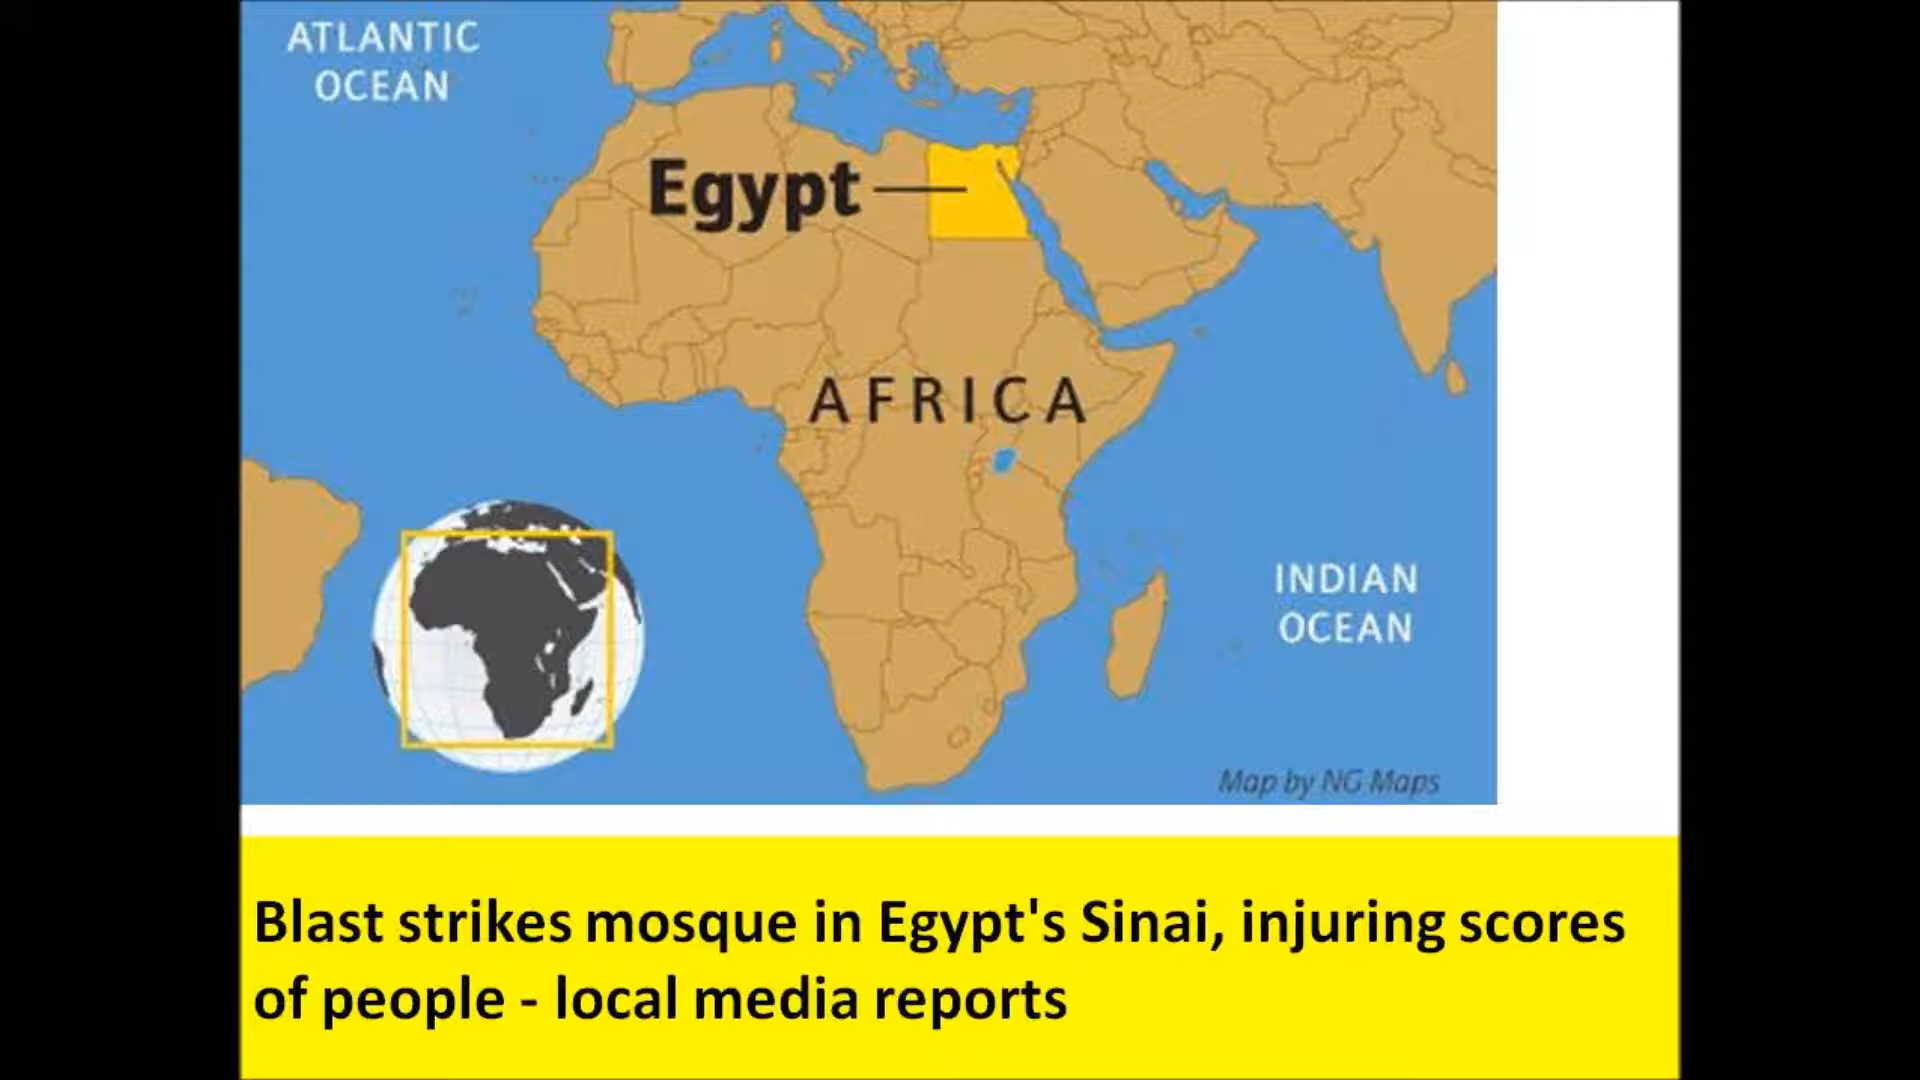 ATLANTIC
OCEAN
Egypt
AFRICA
INDIAN
OCEAN
Map by NG Maps
Blast strikes mosque in Egypt's Sinai, injuring scores
of people - local media reports